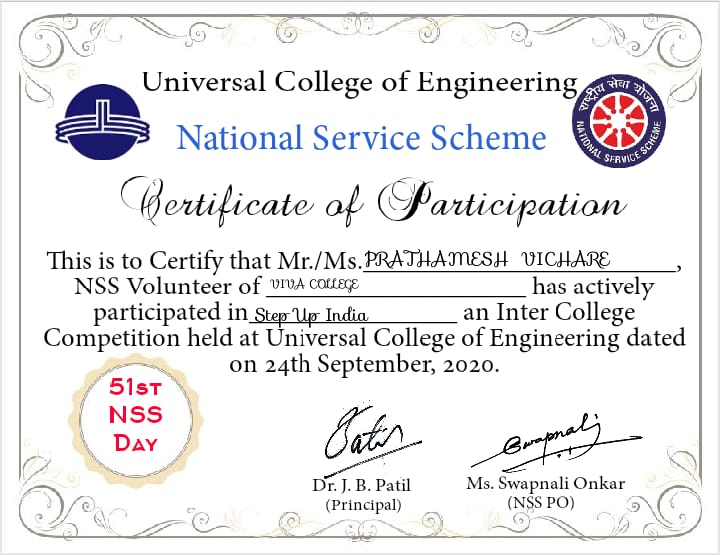 Universal College of Engineering
राष्ट्रीय सेवा योजना
NATIONAL SERVICE SCHEME
National Service Scheme
Certificate of Participation
This is to Certify that Mr./Ms. PRATHAMESH VICHARE,
NSS Volunteer of VIVA COLLEGE has actively
participated in Step Up India an Inter College
Competition held at Universal College of Engineering dated
on 24th September, 2020.
51ST
NSS
DAY
Patil
Swapnali
Dr. J. B. Patil
(Principal)
Ms. Swapnali Onkar
(NSS PO)